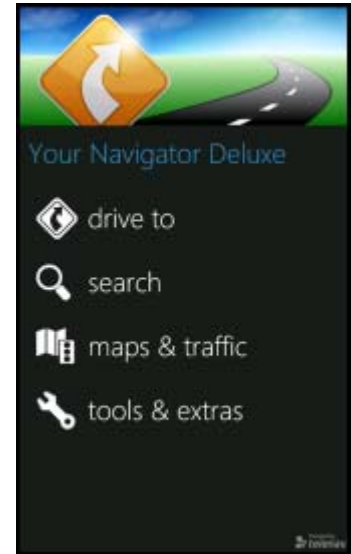 Your Navigator Deluxe
drive to
search
maps & traffic
tools & extras